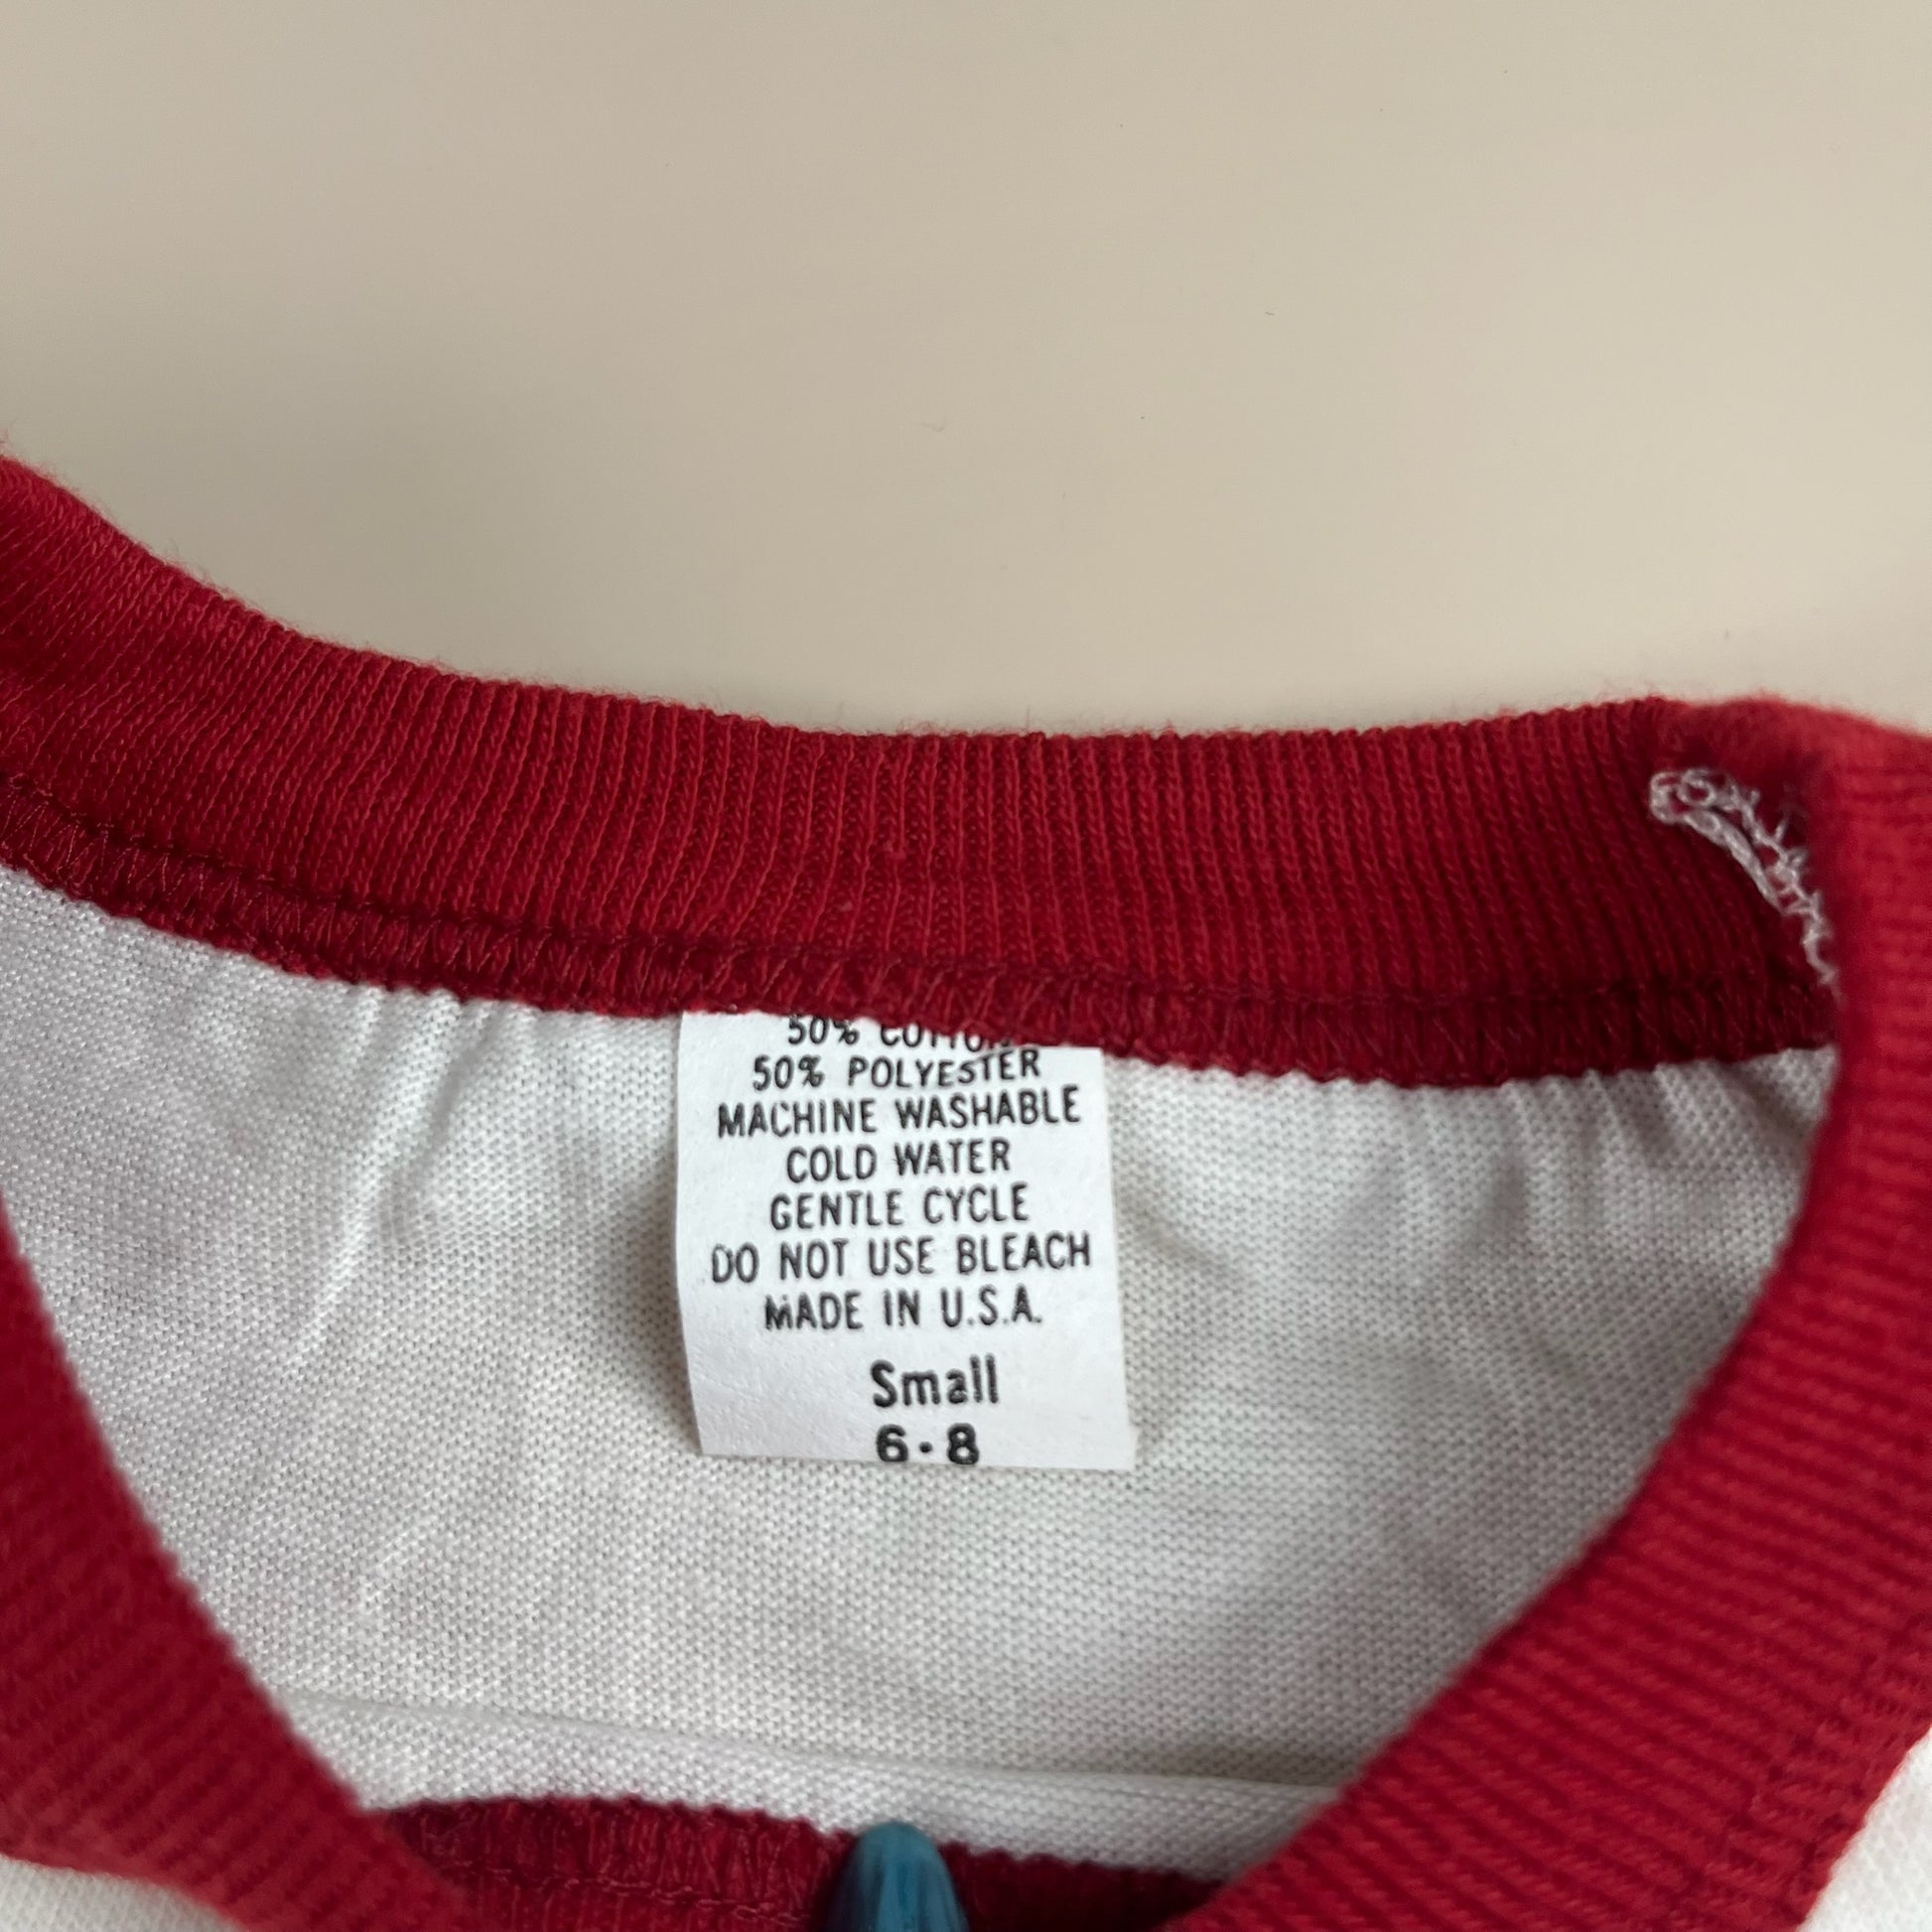 50% COTTON
50% POLYESTER
MACHINE WASHABLE
COLD WATER
GENTLE CYCLE
DO NOT USE BLEACH
MADE IN U.S.A.
Small
6-8